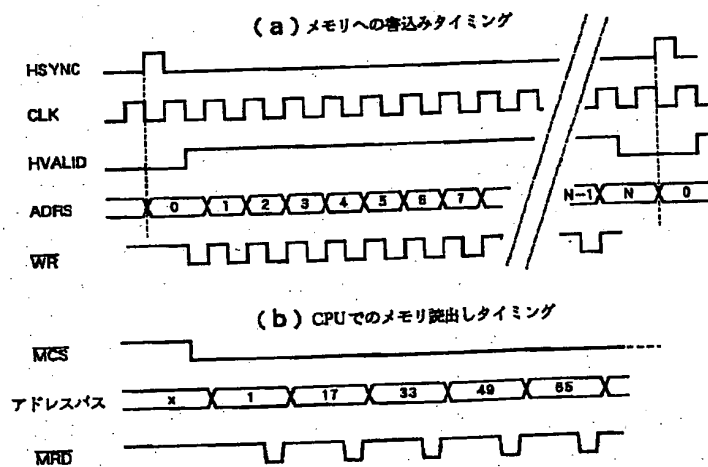 (a)メモリへの書込みタイミング
HSYNC
CLK
HVALID
ADRS 0 1 2 3 4 5 6 7 N-1 N 0
WR
(b)CPUでのメモリ読出しタイミング
MCS
アドレスバス x 1 17 33 49 65
MRD